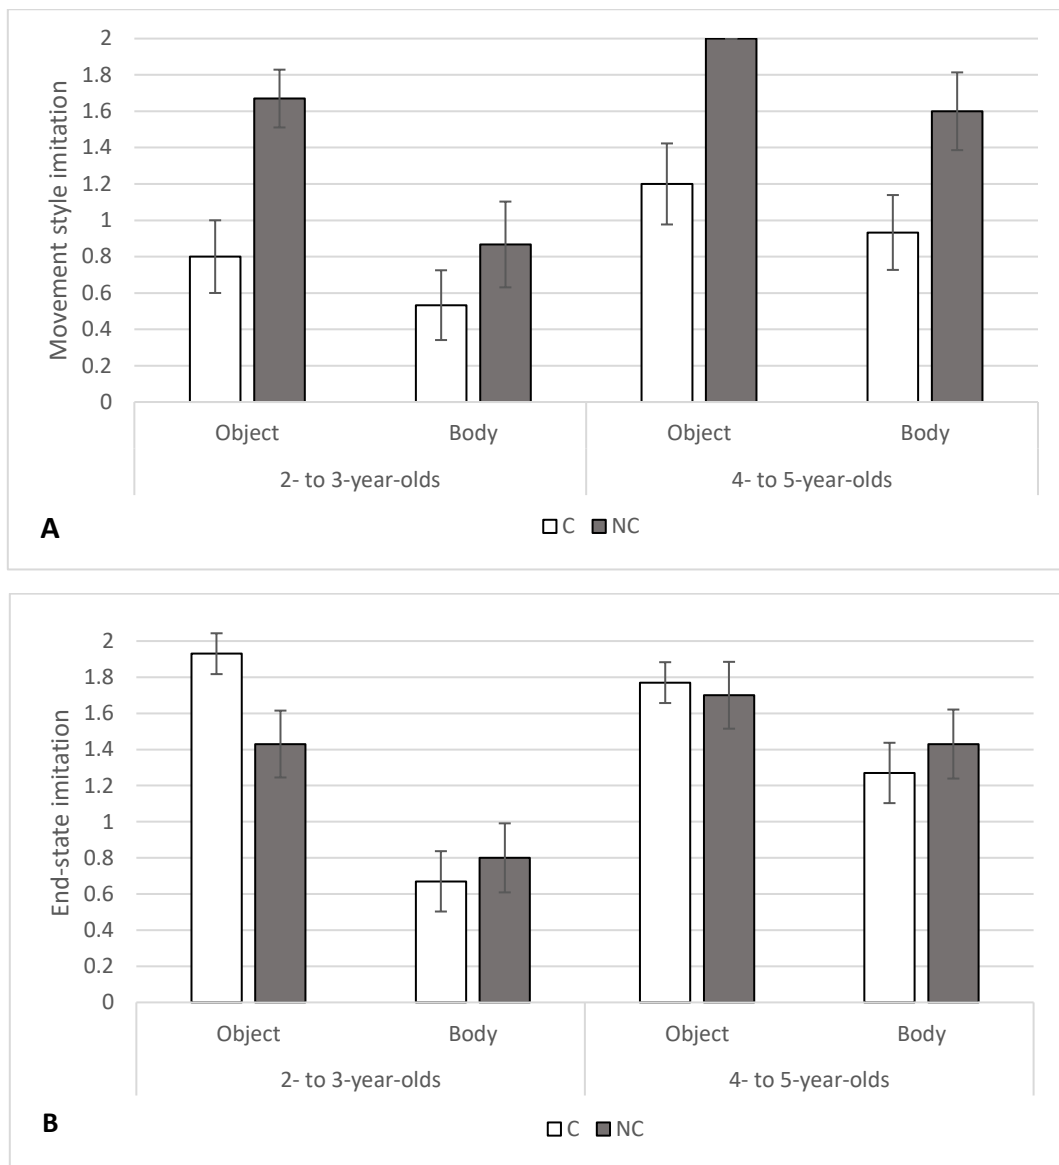 Movement style imitation
2
1.8
1.6
1.4
1.2
1
0.8
0.6
0.4
0.2
0
Object Body Object Body
2- to 3-year-olds 4- to 5-year-olds
A
C NC
End-state imitation
2
1.8
1.6
1.4
1.2
1
0.8
0.6
0.4
0.2
0
Object Body Object Body
2- to 3-year-olds 4- to 5-year-olds
B
C NC